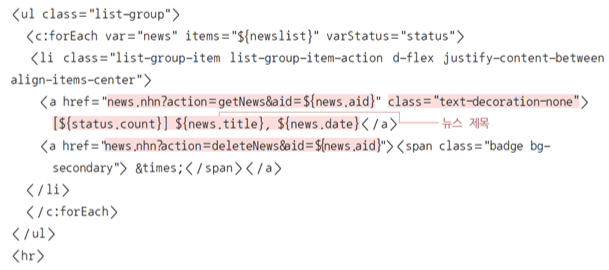 <ul class="list-group">
<c:forEach var="news" items="${newslist}" varStatus="status">
<li class="list-group-item list-group-item-action d-flex justify-content-between
align-items-center">
<a href="news.nhn?action=getNews&aid=${news.aid}" class="text-decoration-none">
[${status.count}] ${news.title}, ${news.date}</a> 뉴스 제목
<a href="news.nhn?action=deleteNews&aid=${news.aid}"><span class="badge bg-
secondary"> &times;</span></a>
</li>
</c:forEach>
</ul>
<hr>